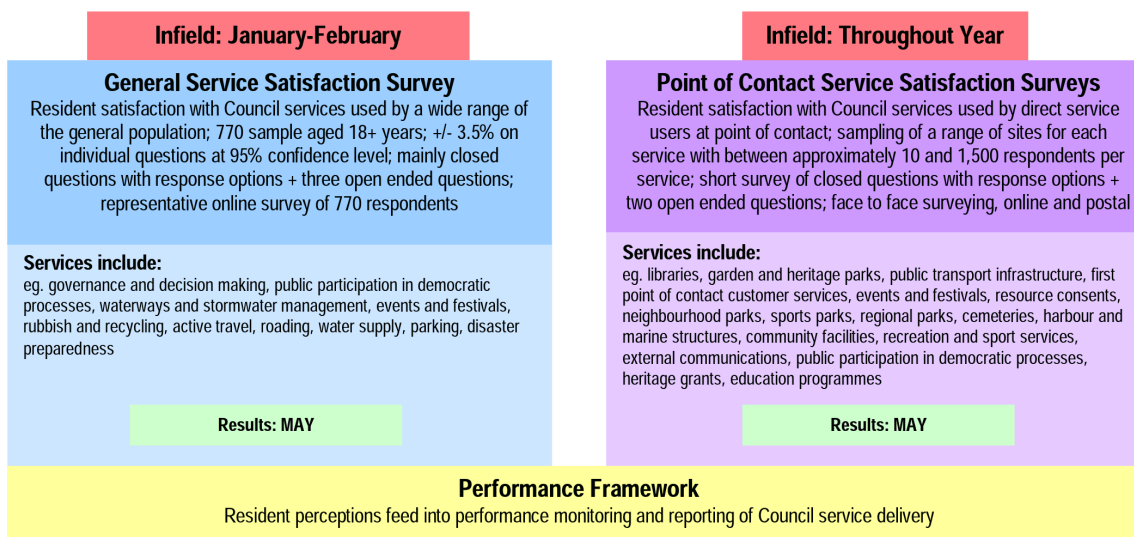 Infield: January-February
General Service Satisfaction Survey
Resident satisfaction with Council services used by a wide range of
the general population; 770 sample aged 18+ years; +/- 3.5% on
individual questions at 95% confidence level; mainly closed
questions with response options + three open ended questions;
representative online survey of 770 respondents
Services include:
eg. governance and decision making, public participation in democratic
processes, waterways and stormwater management, events and festivals,
rubbish and recycling, active travel, roading, water supply, parking, disaster
preparedness
Results: MAY
Infield: Throughout Year
Point of Contact Service Satisfaction Surveys
Resident satisfaction with Council services used by direct service
users at point of contact; sampling of a range of sites for each
service with between approximately 10 and 1,500 respondents per
service; short survey of closed questions with response options +
two open ended questions; face to face surveying, online and postal
Services include:
eg. libraries, garden and heritage parks, public transport infrastructure, first
point of contact customer services, events and festivals, resource consents,
neighbourhood parks, sports parks, regional parks, cemeteries, harbour and
marine structures, community facilities, recreation and sport services,
external communications, public participation in democratic processes,
heritage grants, education programmes
Results: MAY
Performance Framework
Resident perceptions feed into performance monitoring and reporting of Council service delivery